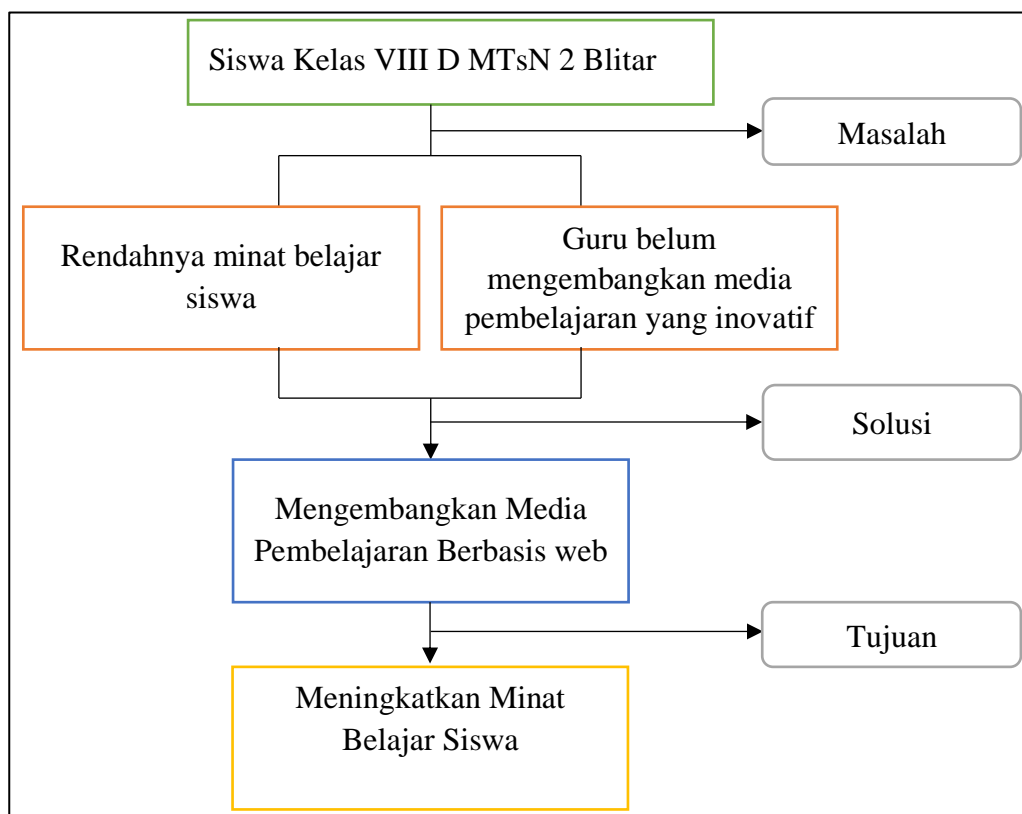 Siswa Kelas VIII D MTsN 2 Blitar
Masalah
Rendahnya minat belajar
siswa
Guru belum
mengembangkan media
pembelajaran yang inovatif
Solusi
Mengembangkan Media
Pembelajaran Berbasis web
Tujuan
Meningkatkan Minat
Belajar Siswa